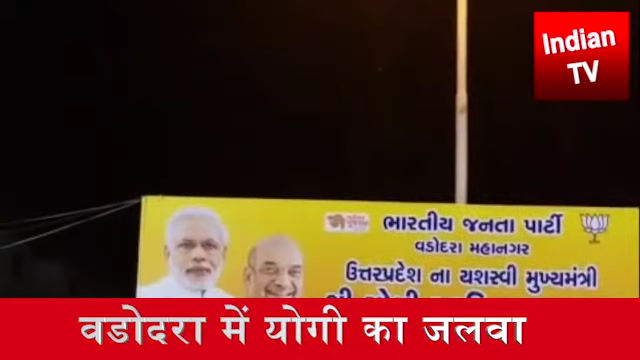 Indian
TV
ભારતીય જનતા પાર્ટી
વડોદરા મહાનગર
ઉત્તરપ્રદેશ ના યશસ્વી મુખ્યમંત્રી
वडोदरा में योगी का जलवा